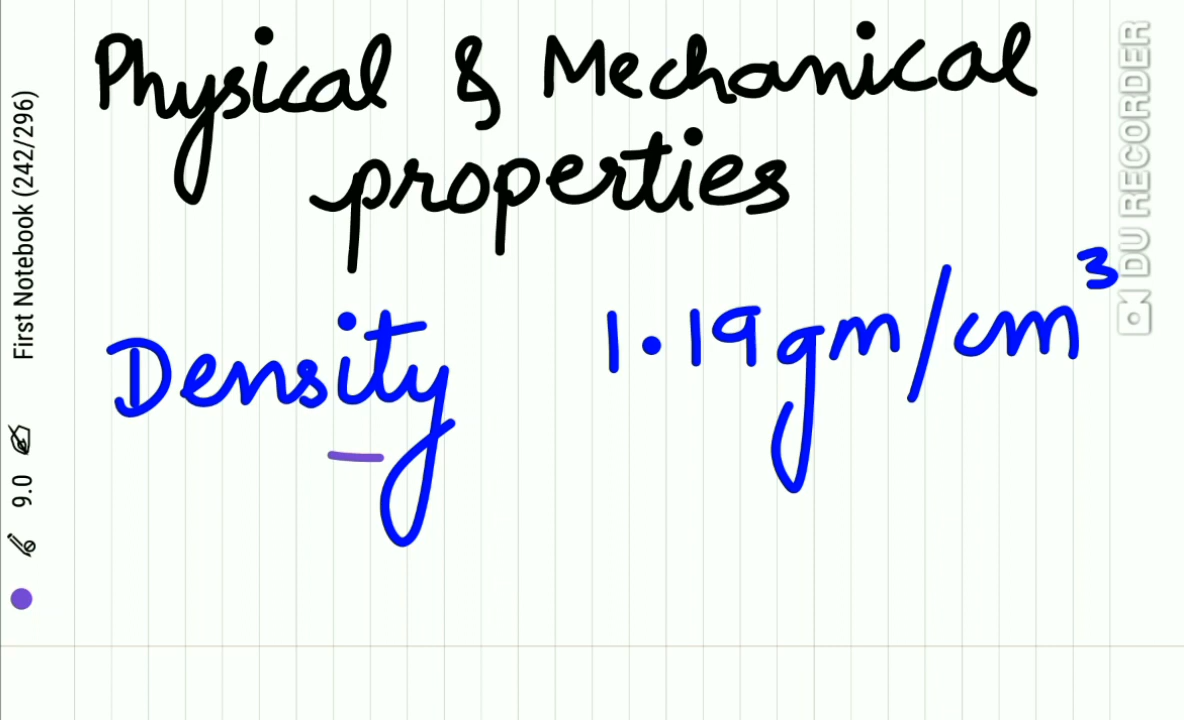 Physical & Mechanical
properties
Density 1.19gm/cm³
First Notebook (242/296)
9.0
DU RECORDER